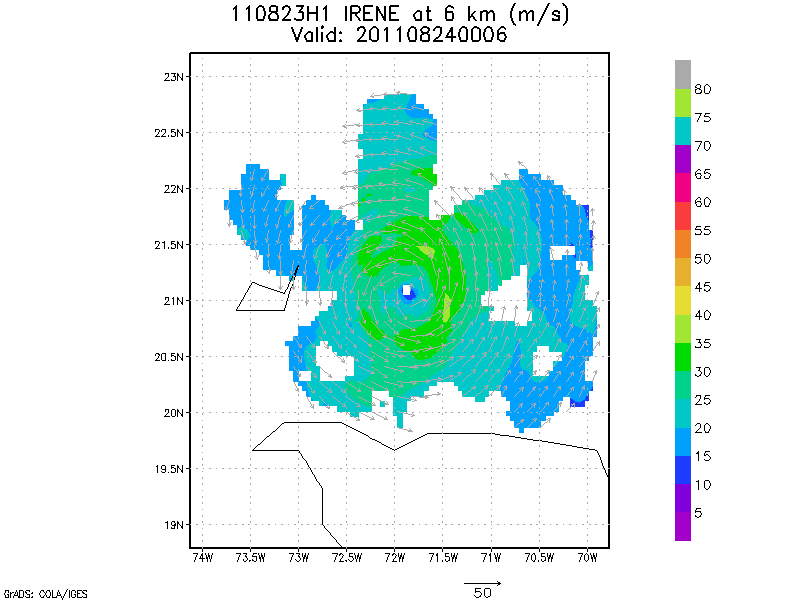 110823H1 IRENE at 6 km (m/s)
Valid: 201108240006
23N
22.5N
22N
21.5N
21N
20.5N
20N
19.5N
19N
74W 73.5W 73W 72.5W 72W 71.5W 71W 70.5W 70W
80
75
70
65
60
55
50
45
40
35
30
25
20
15
10
5
50
GrADS: COLA/IGES